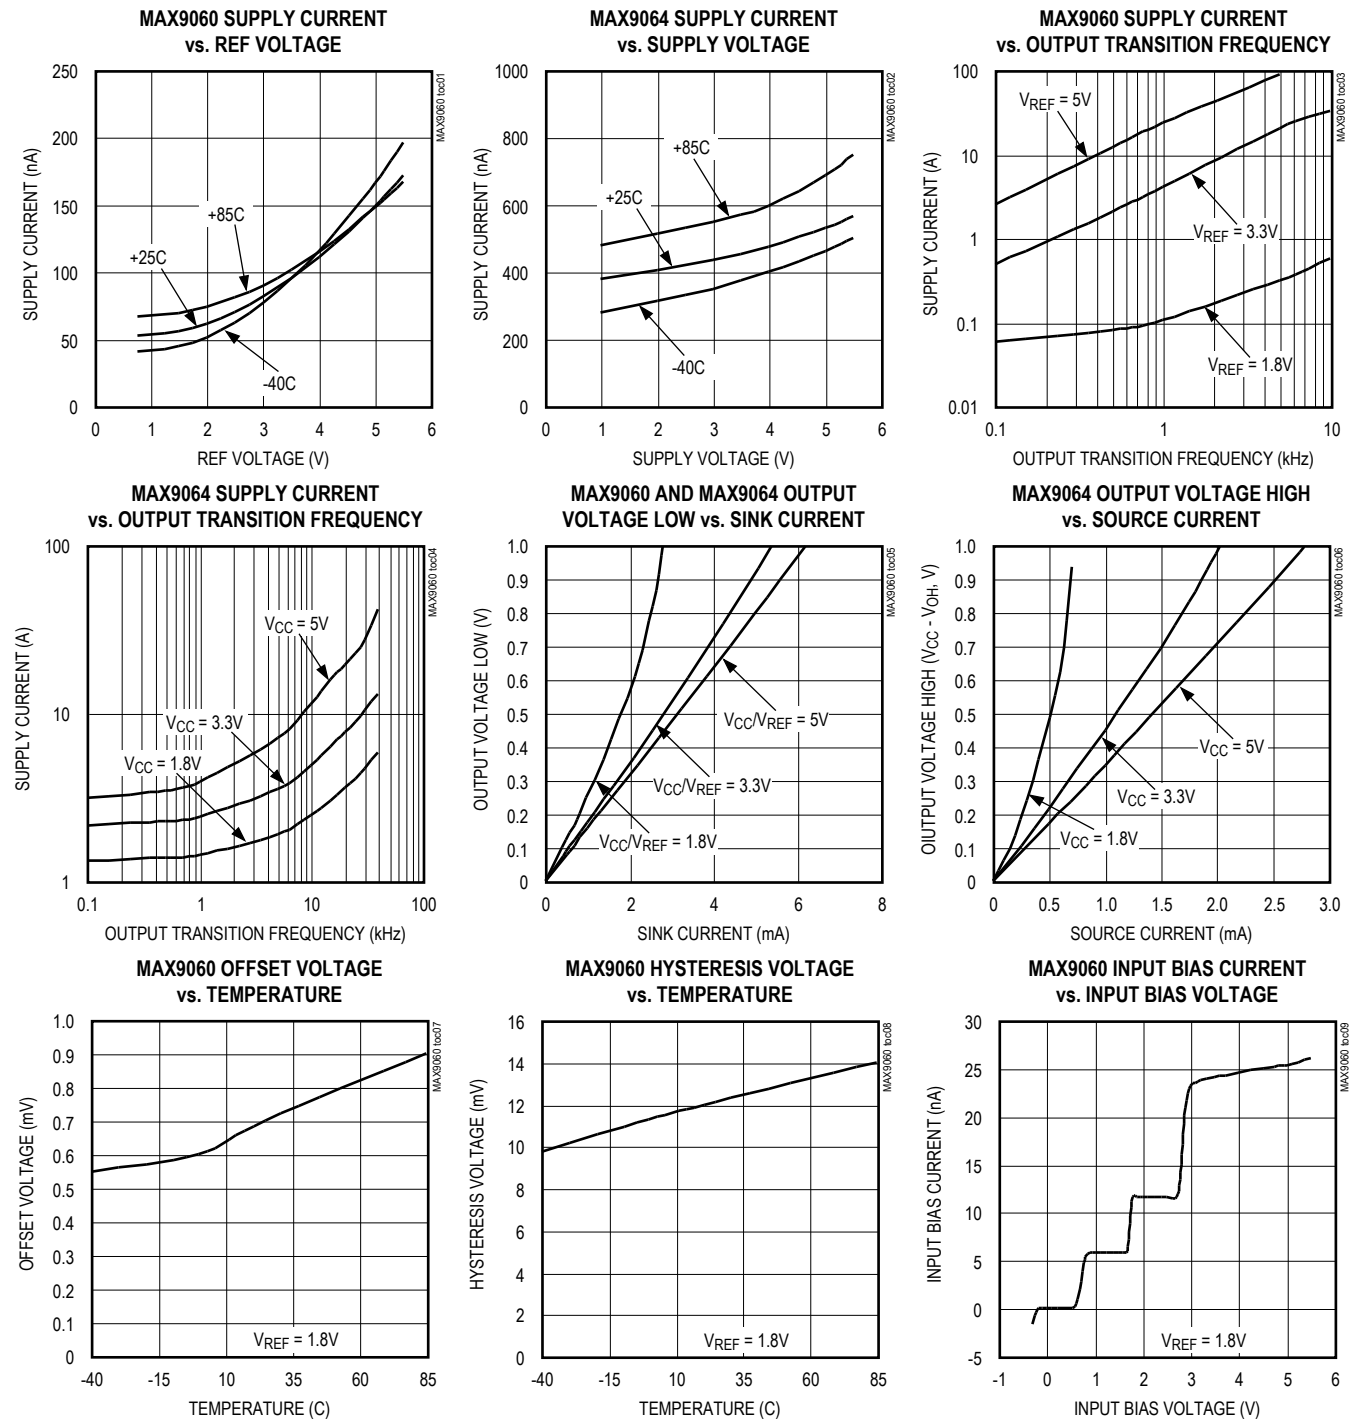 MAX9060 SUPPLY CURRENT
vs. REF VOLTAGE
250
200
150
100
50
0
0 1 2 3 4 5 6
SUPPLY CURRENT (nA)
REF VOLTAGE (V)
+85C
+25C
-40C
MAX9060 toc01
MAX9064 SUPPLY CURRENT
vs. SUPPLY VOLTAGE
1000
800
600
400
200
0
0 1 2 3 4 5 6
SUPPLY CURRENT (nA)
SUPPLY VOLTAGE (V)
+85C
+25C
-40C
MAX9060 toc02
MAX9060 SUPPLY CURRENT
vs. OUTPUT TRANSITION FREQUENCY
100
10
1
0.1
0.01
0.1 1 10
SUPPLY CURRENT (A)
OUTPUT TRANSITION FREQUENCY (kHz)
VREF = 5V
VREF = 3.3V
VREF = 1.8V
MAX9060 toc03
MAX9064 SUPPLY CURRENT
vs. OUTPUT TRANSITION FREQUENCY
100
10
1
0.1 1 10 100
SUPPLY CURRENT (A)
OUTPUT TRANSITION FREQUENCY (kHz)
VCC = 5V
VCC = 3.3V
VCC = 1.8V
MAX9060 toc04
MAX9060 AND MAX9064 OUTPUT
VOLTAGE LOW vs. SINK CURRENT
1.0
0.9
0.8
0.7
0.6
0.5
0.4
0.3
0.2
0.1
0
0 2 4 6 8
OUTPUT VOLTAGE LOW (V)
SINK CURRENT (mA)
VCC/VREF = 5V
VCC/VREF = 3.3V
VCC/VREF = 1.8V
MAX9060 toc05
MAX9064 OUTPUT VOLTAGE HIGH
vs. SOURCE CURRENT
1.0
0.9
0.8
0.7
0.6
0.5
0.4
0.3
0.2
0.1
0
0 0.5 1.0 1.5 2.0 2.5 3.0
OIUTPUT VOLTAGE HIGH (VCC - VOH, V)
SOURCE CURRENT (mA)
VCC = 5V
VCC = 3.3V
VCC = 1.8V
MAX9060 toc06
MAX9060 OFFSET VOLTAGE
vs. TEMPERATURE
1.0
0.9
0.8
0.7
0.6
0.5
0.4
0.3
0.2
0.1
0
-40 -15 10 35 60 85
OFFSET VOLTAGE (mV)
TEMPERATURE (C)
VREF = 1.8V
MAX9060 toc07
MAX9060 HYSTERESIS VOLTAGE
vs. TEMPERATURE
16
14
12
10
8
6
4
2
0
-40 -15 10 35 60 85
HYSTERESIS VOLTAGE (mV)
TEMPERATURE (C)
VREF = 1.8V
MAX9060 toc08
MAX9060 INPUT BIAS CURRENT
vs. INPUT BIAS VOLTAGE
30
25
20
15
10
5
0
-5
-1 0 1 2 3 4 5 6
INPUT BIAS CURRENT (nA)
INPUT BIAS VOLTAGE (V)
VREF = 1.8V
MAX9060 toc09